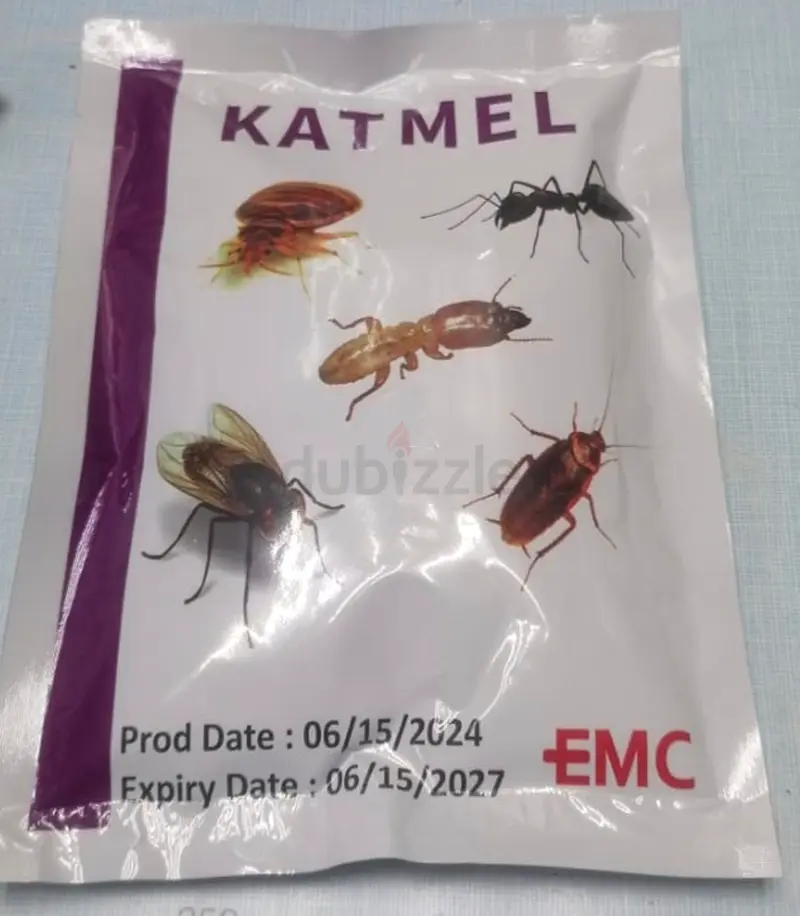 KATMEL
dubizzle
Prod Date : 06/15/2024
Expiry Date : 06/15/2027
EMC